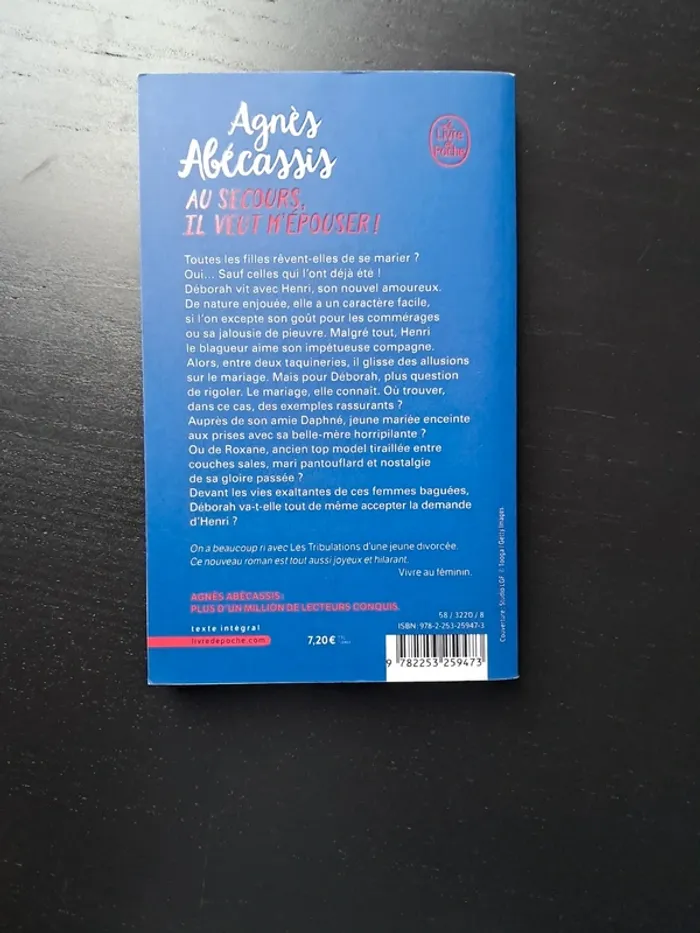 Agnès
Abécassis
AU SECOURS,
IL VEUT M'ÉPOUSER !
Le
Livre
de
Poche
Toutes les filles rêvent-elles de se marier ?
Oui... Sauf celles qui l'ont déjà été !
Déborah vit avec Henri, son nouvel amoureux.
De nature enjouée, elle a un caractère facile,
si l'on excepte son goût pour les commérages
ou sa jalousie de pieuvre. Malgré tout, Henri
le blagueur aime son impétueuse compagne.
Alors, entre deux taquineries, il glisse des allusions
sur le mariage. Mais pour Déborah, plus question
de rigoler. Le mariage, elle connaît. Où trouver,
dans ce cas, des exemples rassurants ?
Auprès de son amie Daphné, jeune mariée enceinte
aux prises avec sa belle-mère horripilante ?
Ou de Roxane, ancien top model tiraillée entre
couches sales, mari pantouflard et nostalgie
de sa gloire passée ?
Devant les vies exaltantes de ces femmes baguées,
Déborah va-t-elle tout de même accepter la demande
d'Henri ?
On a beaucoup ri avec Les Tribulations d'une jeune divorcée.
Ce nouveau roman est tout aussi joyeux et hilarant.
Vivre au féminin.
AGNÈS ABÉCASSIS :
PLUS D'UN MILLION DE LECTEURS CONQUIS.
texte intégral
livredepoche.com
7,20 €
58 / 3220 / 8
ISBN : 978-2-253-25947-3
9 782253 259473
Couverture : Studio LGF © Tooga / Getty Images.